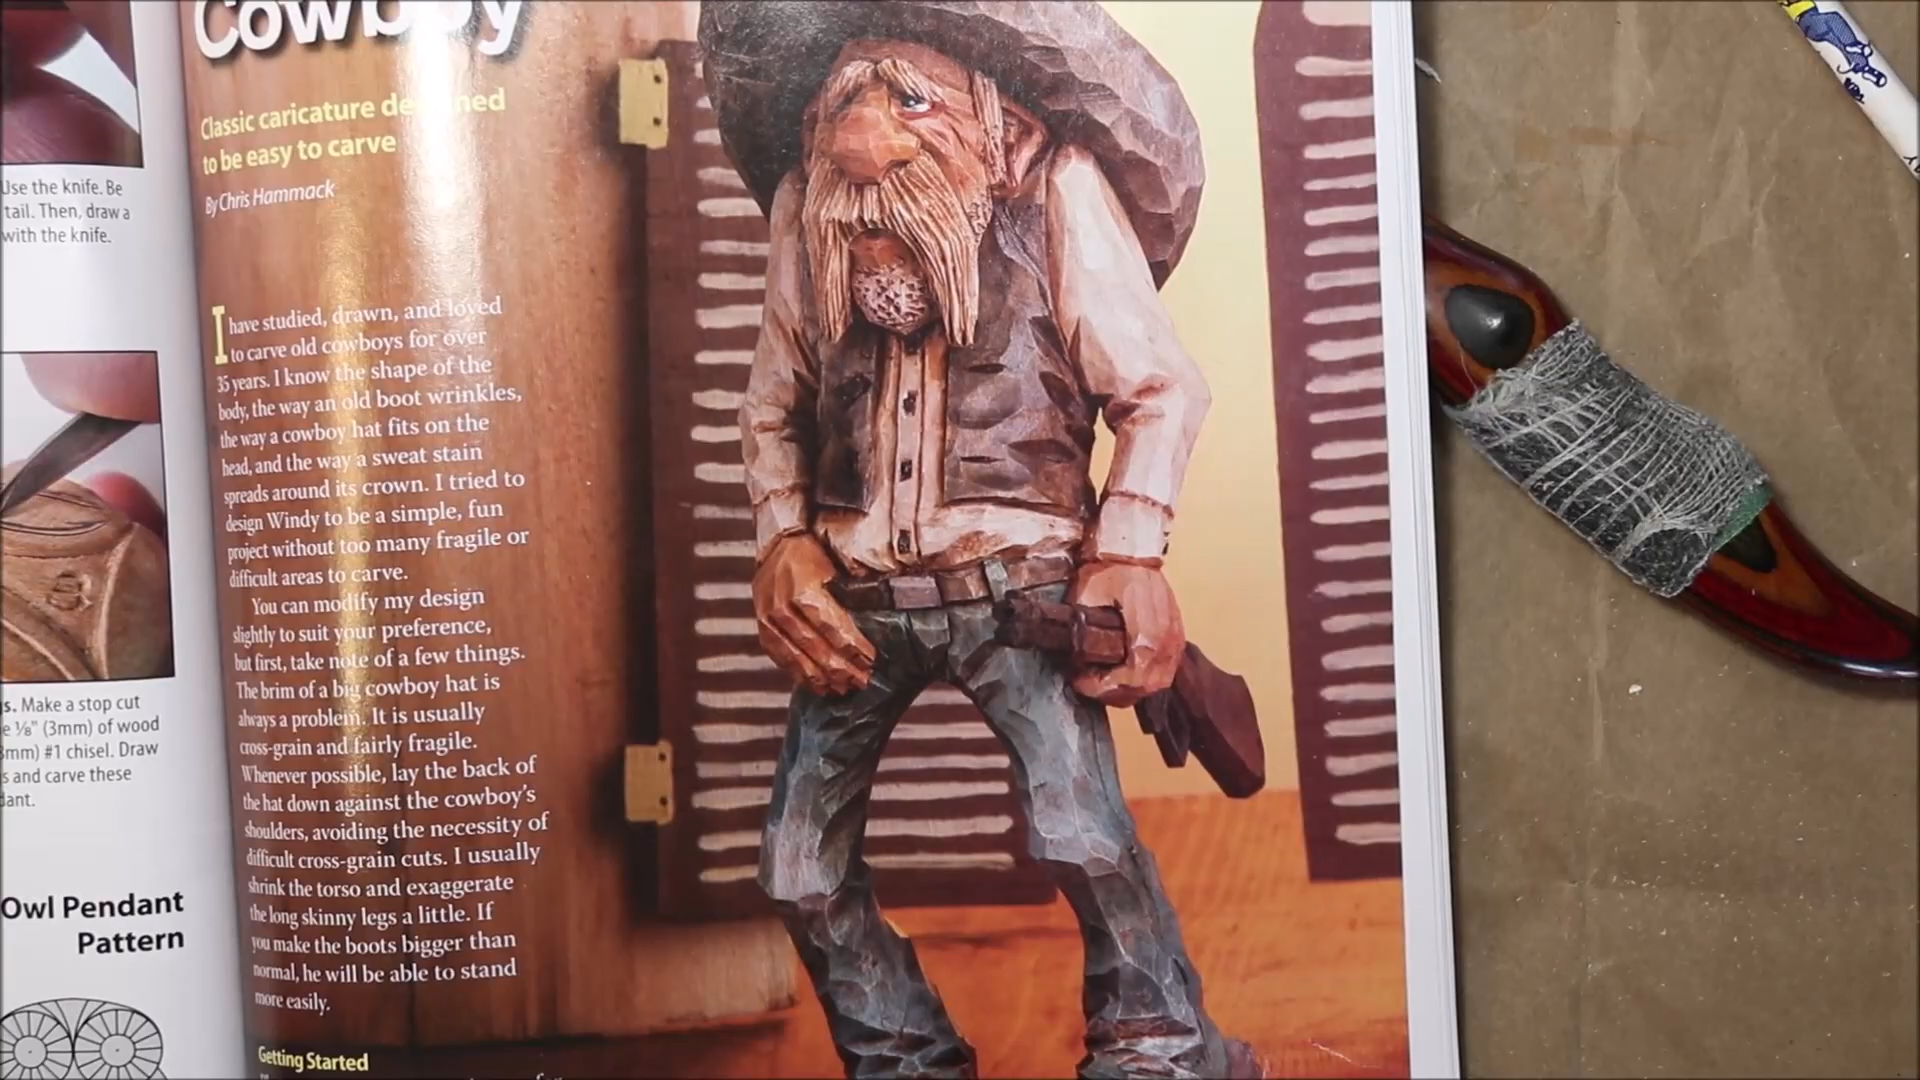 Use the knife. Be
tail. Then, draw a
with the knife.
s. Make a stop cut
e ⅛" (3mm) of wood
3mm) #1 chisel. Draw
s and carve these
dant.
Owl Pendant
Pattern
Cowboy
Classic caricature designed
to be easy to carve
By Chris Hammack
I have studied, drawn, and loved
to carve old cowboys for over
35 years. I know the shape of the
body, the way an old boot wrinkles,
the way a cowboy hat fits on the
head, and the way a sweat stain
spreads around its crown. I tried to
design Windy to be a simple, fun
project without too many fragile or
difficult areas to carve.
You can modify my design
slightly to suit your preference,
but first, take note of a few things.
The brim of a big cowboy hat is
always a problem. It is usually
cross-grain and fairly fragile.
Whenever possible, lay the back of
the hat down against the cowboy's
shoulders, avoiding the necessity of
difficult cross-grain cuts. I usually
shrink the torso and exaggerate
the long skinny legs a little. If
you make the boots bigger than
normal, he will be able to stand
more easily.
Getting Started